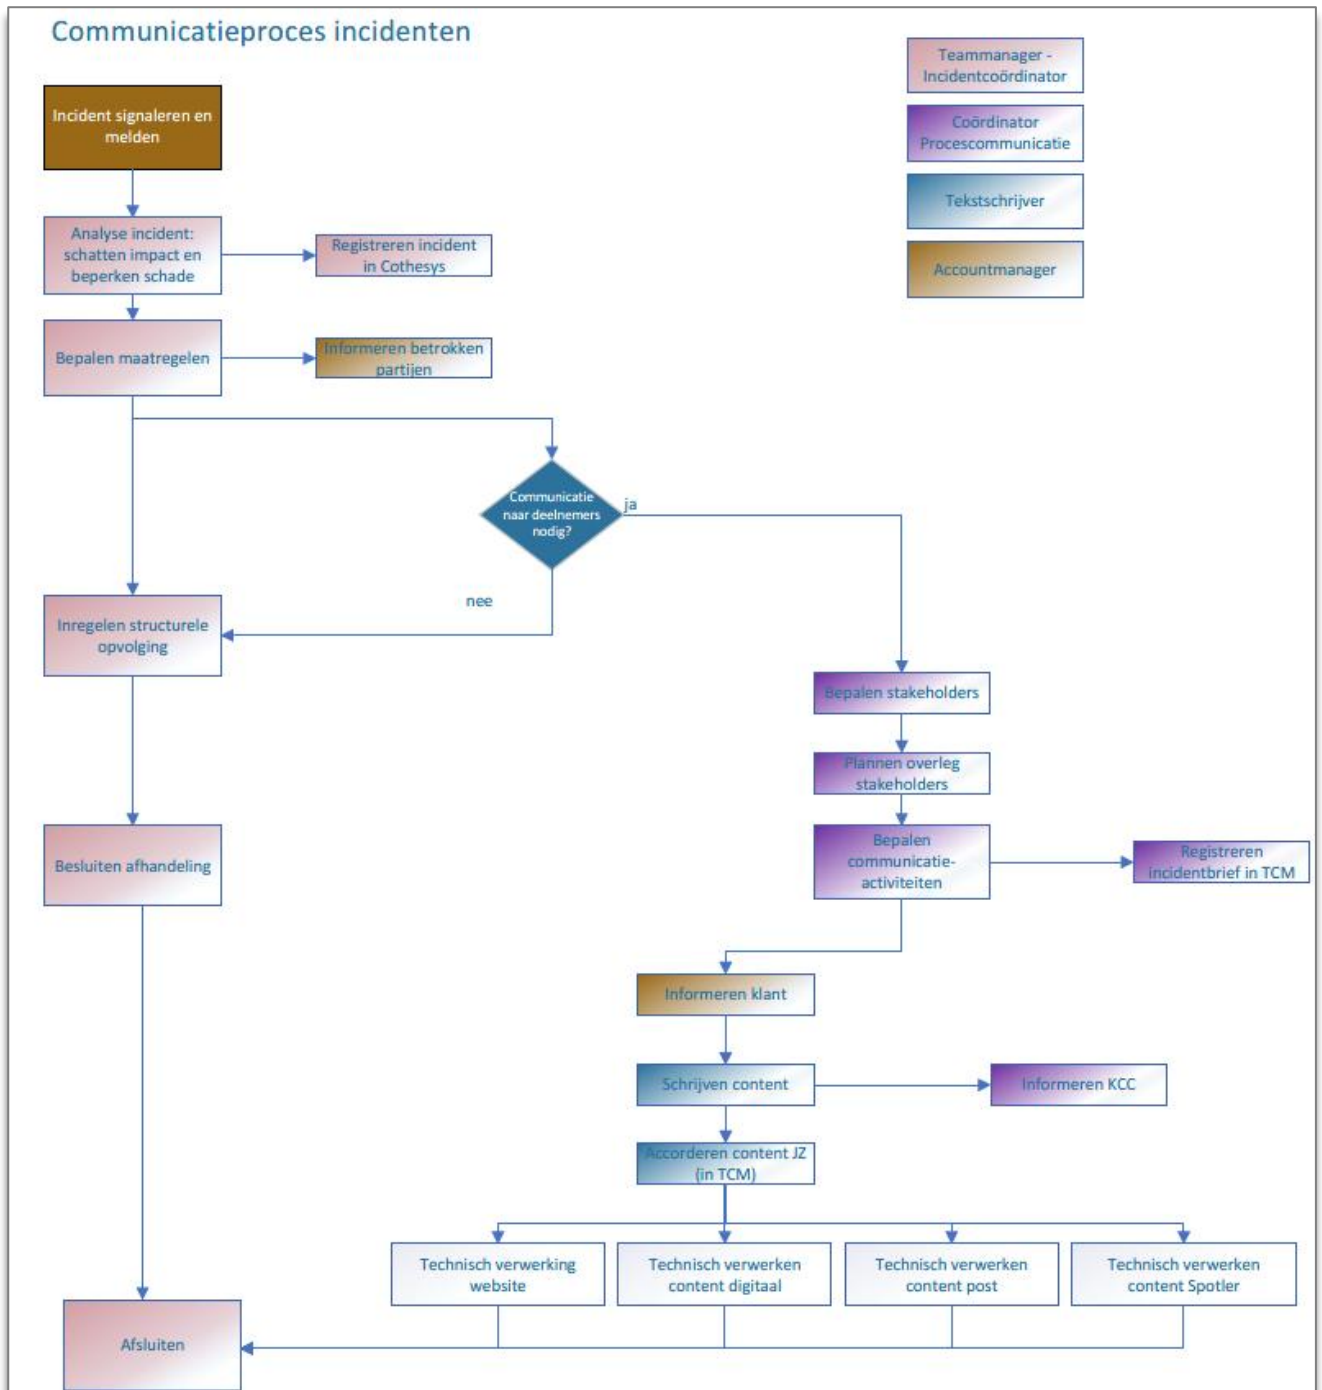 Communicatieproces incidenten
Teammanager -
Incidentcoördinator
Coördinator
Procescommunicatie
Tekstschrijver
Accountmanager
Incident signaleren en
melden
Analyse incident:
schatten impact en
beperken schade
Registreren incident
in Cothesys
Bepalen maatregelen
Informeren betrokken
partijen
Communicatie
naar deelnemers
nodig?
ja
nee
Inregelen structurele
opvolging
Bepalen stakeholders
Plannen overleg
stakeholders
Besluiten afhandeling
Bepalen
communicatie-
activiteiten
Registreren
incidentbrief in TCM
Informeren klant
Schrijven content
Informeren KCC
Accorderen content JZ
(in TCM)
Technisch verwerking
website
Technisch verwerken
content digitaal
Technisch verwerken
content post
Technisch verwerken
content Spotler
Afsluiten